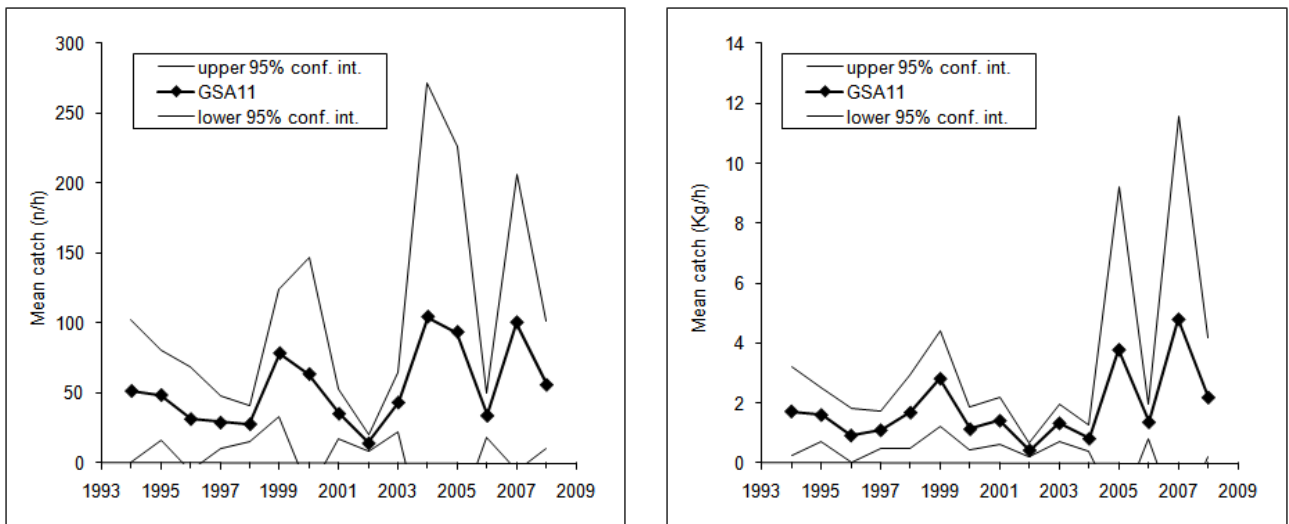 300
250
200
150
100
50
0
Mean catch (n/h)
upper 95% conf. int.
GSA11
lower 95% conf. int.
1993 1995 1997 1999 2001 2003 2005 2007 2009
14
12
10
8
6
4
2
0
Mean catch (Kg/h)
upper 95% conf. int.
GSA11
lower 95% conf. int.
1993 1995 1997 1999 2001 2003 2005 2007 2009